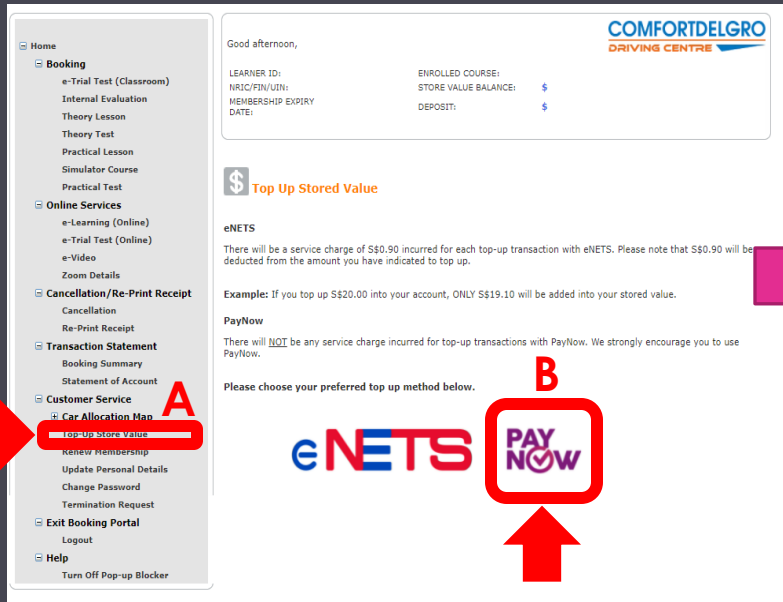 Home
Booking
e-Trial Test (Classroom)
Internal Evaluation
Theory Lesson
Theory Test
Practical Lesson
Simulator Course
Practical Test
Online Services
e-Learning (Online)
e-Trial Test (Online)
e-Video
Zoom Details
Cancellation/Re-Print Receipt
Cancellation
Re-Print Receipt
Transaction Statement
Booking Summary
Statement of Account
Customer Service
Car Allocation Map
A
Top-Up Store Value
Renew Membership
Update Personal Details
Change Password
Termination Request
Exit Booking Portal
Logout
Help
Turn Off Pop-up Blocker
COMFORTDELGRO
DRIVING CENTRE
Good afternoon,
LEARNER ID: ENROLLED COURSE:
NRIC/FIN/UIN: STORE VALUE BALANCE: $
MEMBERSHIP EXPIRY
DATE: DEPOSIT: $
$ Top Up Stored Value
eNETS
There will be a service charge of S$0.90 incurred for each top-up transaction with eNETS. Please note that S$0.90 will be
deducted from the amount you have indicated to top up.
Example: If you top up S$20.00 into your account, ONLY S$19.10 will be added into your stored value.
PayNow
There will NOT be any service charge incurred for top-up transactions with PayNow. We strongly encourage you to use
PayNow.
Please choose your preferred top up method below.
B
eNETS
PAY
NOW